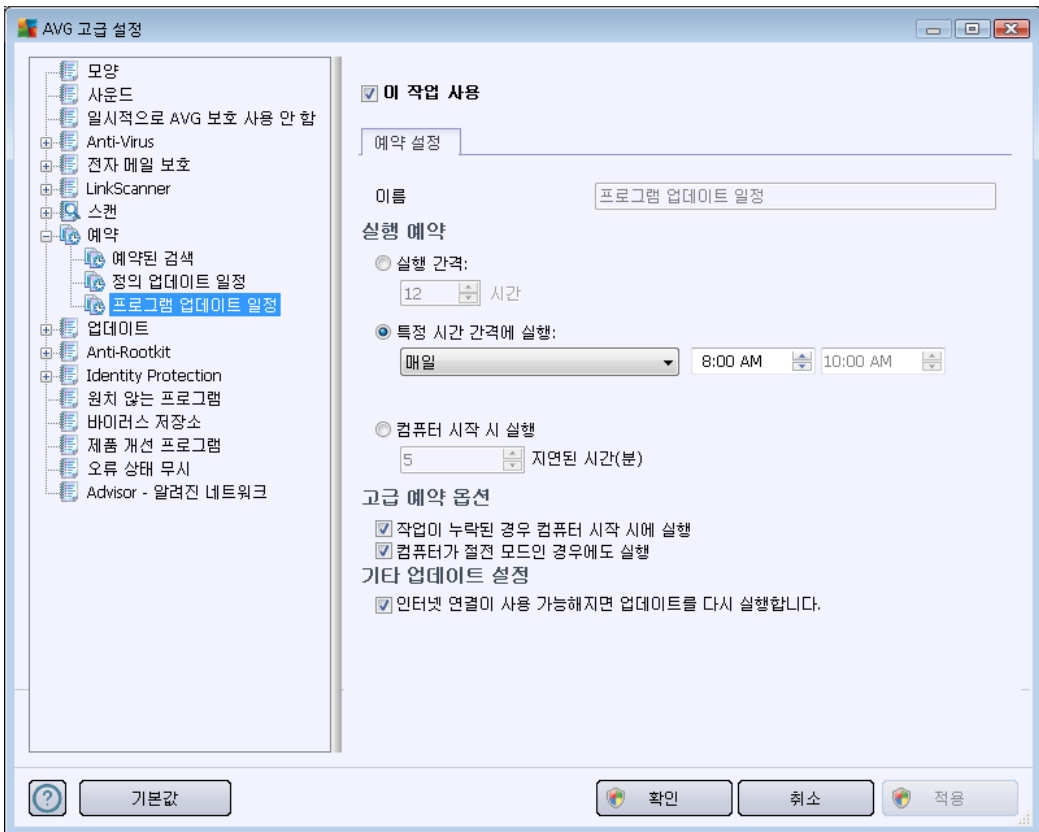 AVG 고급 설정
모양
사운드
일시적으로 AVG 보호 사용 안 함
Anti-Virus
전자 메일 보호
LinkScanner
스캔
예약
예약된 검색
정의 업데이트 일정
프로그램 업데이트 일정
업데이트
Anti-Rootkit
Identity Protection
원치 않는 프로그램
바이러스 저장소
제품 개선 프로그램
오류 상태 무시
Advisor - 알려진 네트워크
이 작업 사용
예약 설정
이름 프로그램 업데이트 일정
실행 예약
실행 간격:
12 시간
특정 시간 간격에 실행:
매일 8:00 AM 10:00 AM
컴퓨터 시작 시 실행
5 지연된 시간(분)
고급 예약 옵션
작업이 누락된 경우 컴퓨터 시작 시에 실행
컴퓨터가 절전 모드인 경우에도 실행
기타 업데이트 설정
인터넷 연결이 사용 가능해지면 업데이트를 다시 실행합니다.
기본값 확인 취소 적용